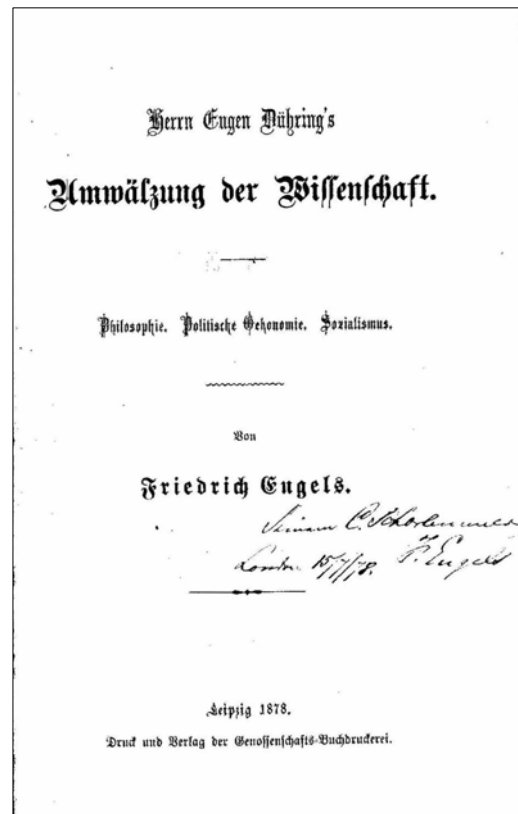 Herrn Eugen Dühring's
Umwälzung der Wissenschaft.
Philosophie. Politische Oekonomie. Sozialismus.
Von
Friedrich Engels.
Seinem C. Schorlemmer
London 15/7/78. F. Engels
Leipzig 1878.
Druck und Verlag der Genossenschafts-Buchdruckerei.